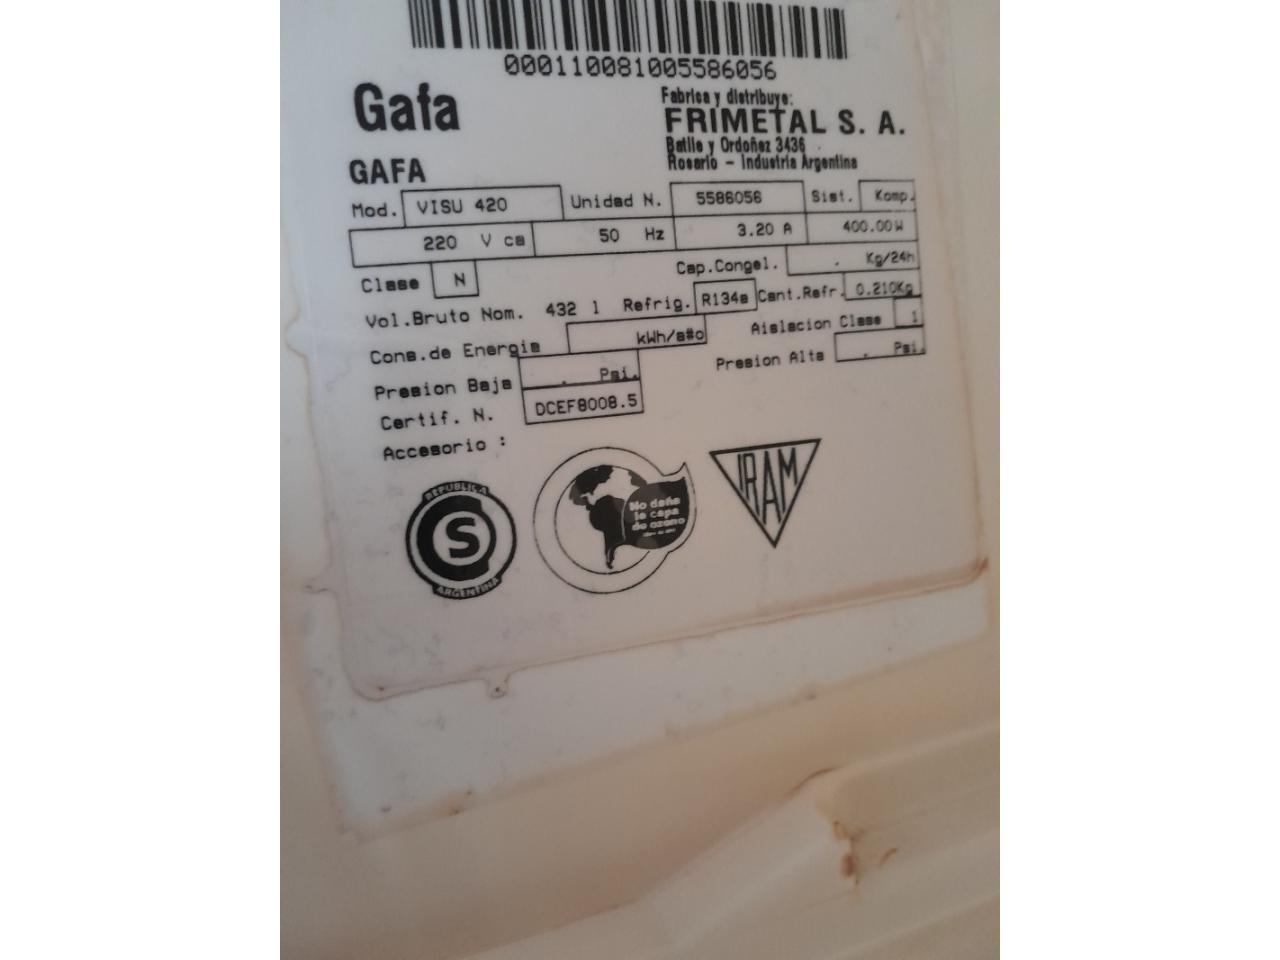 000110081005586056
Gafa
Fabrica y distribuye:
FRIMETAL S. A.
Batlle y Ordoñez 3436
Rosario - Industria Argentina
GAFA
Mod. VISU 420 Unidad N. 5586056 Sist. Komp.
220 V ca 50 Hz 3.20 A 400.00W
Clase N Cap.Congel. . Kg/24h
Vol.Bruto Nom. 432 l Refrig. R134a Cant.Refr. 0.210Kg
Cons.de Energia kWh/a#o Aislacion Clase 1
Presion Baja . Psi. Presion Alta . Psi.
Certif. N. DCEF8008.5
Accesorio :
REPUBLICA
S
ARGENTINA
No dañe
la capa
de ozono
IRAM